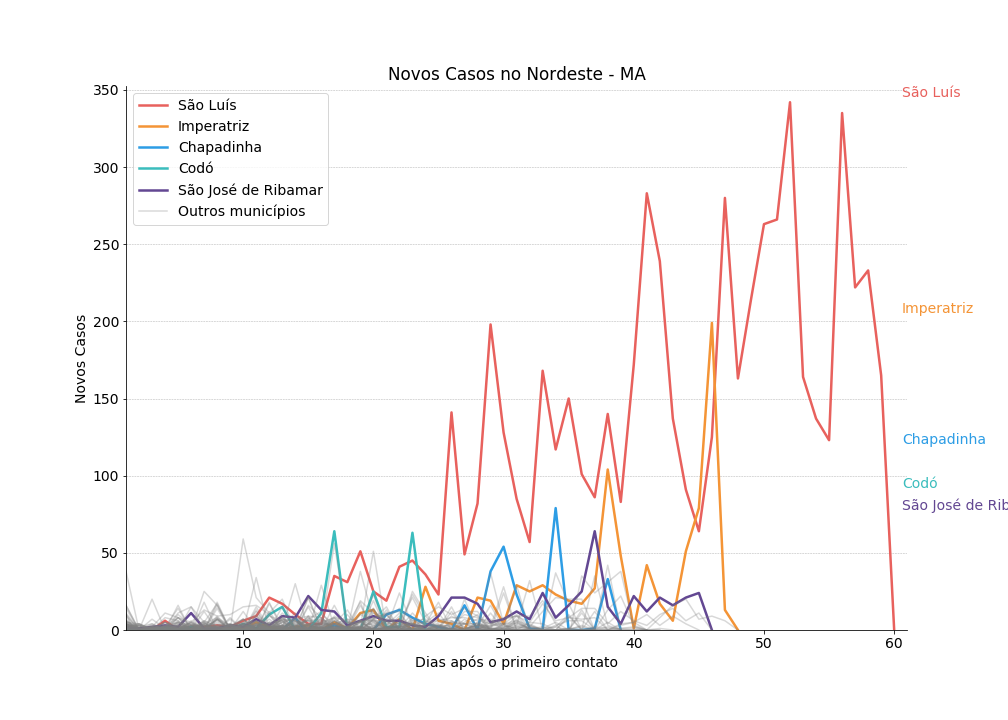 Novos Casos no Nordeste - MA
São Luís
Imperatriz
Chapadinha
Codó
São José de Ribamar
Outros municípios
350
300
250
200
150
100
50
0
Novos Casos
10
20
30
40
50
60
Dias após o primeiro contato
São Luís
Imperatriz
Chapadinha
Codó
São José de Rib